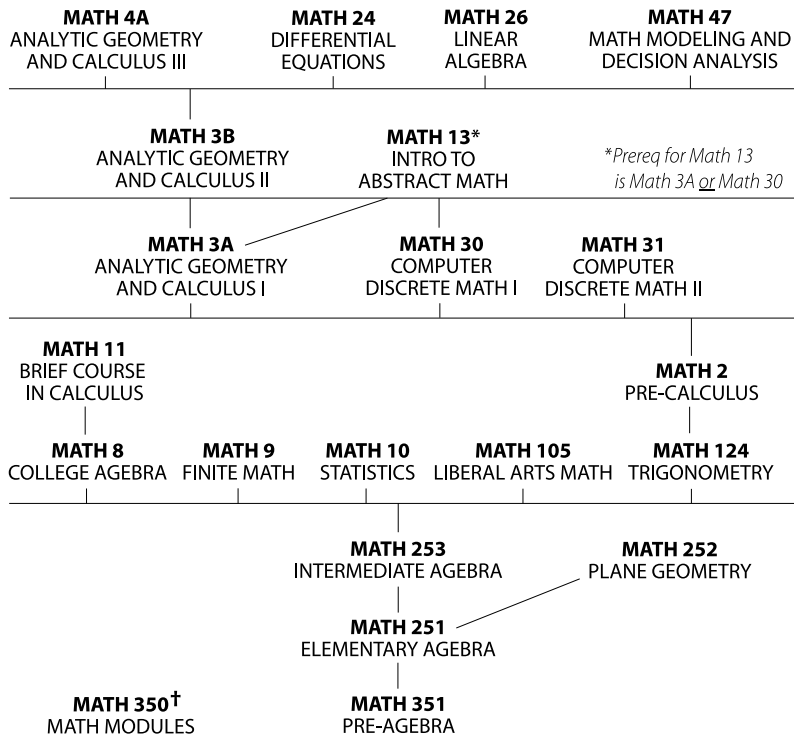 MATH 4A
ANALYTIC GEOMETRY
AND CALCULUS III
MATH 24
DIFFERENTIAL
EQUATIONS
MATH 26
LINEAR
ALGEBRA
MATH 47
MATH MODELING AND
DECISION ANALYSIS
MATH 3B
ANALYTIC GEOMETRY
AND CALCULUS II
MATH 13*
INTRO TO
ABSTRACT MATH
*Prereq for Math 13
is Math 3A or Math 30
MATH 3A
ANALYTIC GEOMETRY
AND CALCULUS I
MATH 30
COMPUTER
DISCRETE MATH I
MATH 31
COMPUTER
DISCRETE MATH II
MATH 11
BRIEF COURSE
IN CALCULUS
MATH 2
PRE-CALCULUS
MATH 8
COLLEGE AGEBRA
MATH 9
FINITE MATH
MATH 10
STATISTICS
MATH 105
LIBERAL ARTS MATH
MATH 124
TRIGONOMETRY
MATH 253
INTERMEDIATE AGEBRA
MATH 252
PLANE GEOMETRY
MATH 251
ELEMENTARY AGEBRA
MATH 350†
MATH MODULES
MATH 351
PRE-AGEBRA